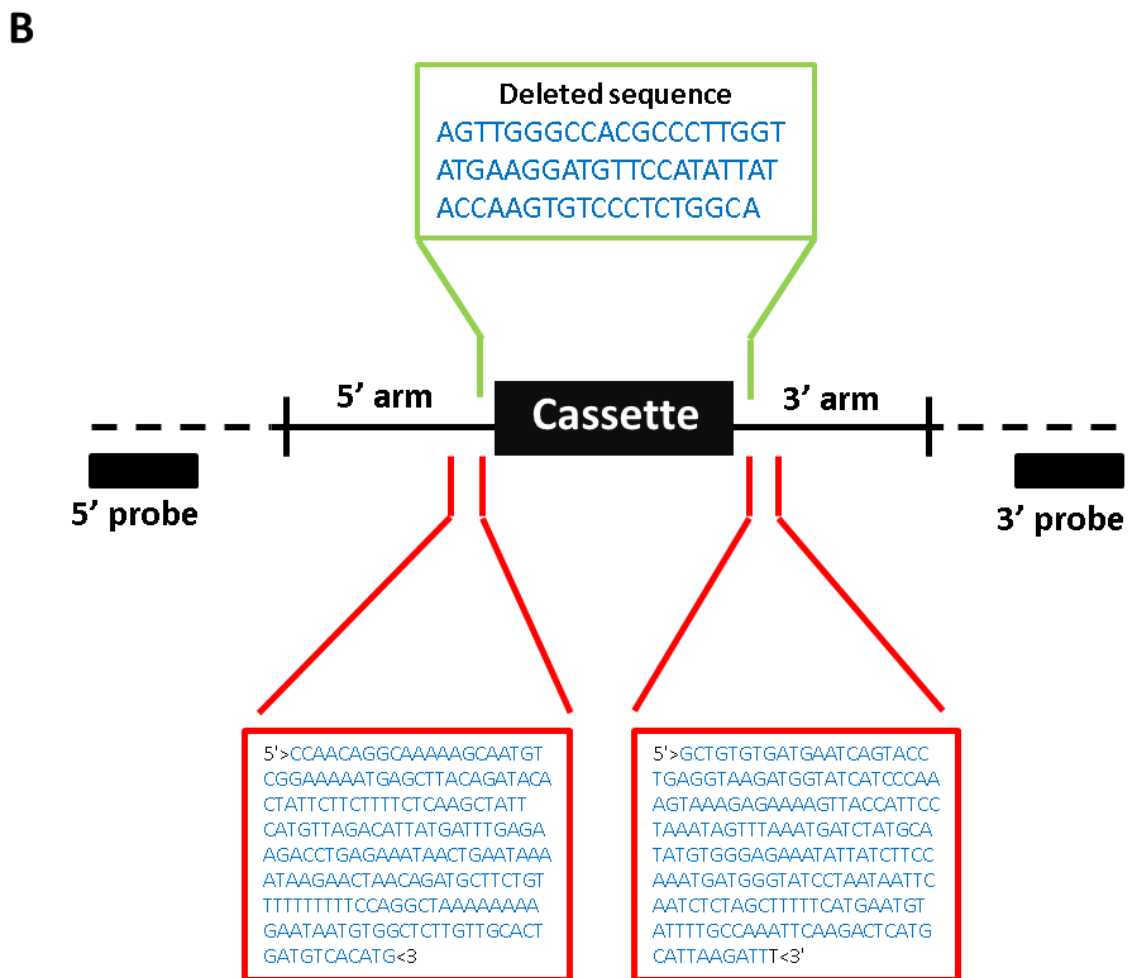 B
Deleted sequence
AGTTGGGCCACGCCCTTGGT
ATGAAGGATGTTCCATATTAT
ACCAAGTGTCCCTCTGGCA
5’ arm
Cassette
3’ arm
5’ probe
3’ probe
5'>CCAACAGGCAAAAAGCAATGT
CGGAAAAATGAGCTTACAGATACA
CTATTCTTCTTTTCTCAAGCTATT
CATGTTAGACATTATGATTTGAGA
AGACCTGAGAAATAACTGAATAAA
ATAAGAACTAACAGATGCTTCTGT
TTTTTTTTTCCAGGCTAAAAAAAA
GAATAATGTGGCTCTTGTTGCACT
GATGTCACATG<3
5'>GCTGTGTGATGAATCAGTACC
TGAGGTAAGATGGTATCATCCCAA
AGTAAAGAGAAAAGTTACCATTCC
TAAATAGTTTAAATGATCTATGCA
TATGTGGGAGAAATATTATCTTCC
AAATGATGGGTATCCTAATAATTC
AATCTCTAGCTTTTTCATGAATGT
ATTTTGCCAAATTCAAGACTCATG
CATTAAGATTT<3'